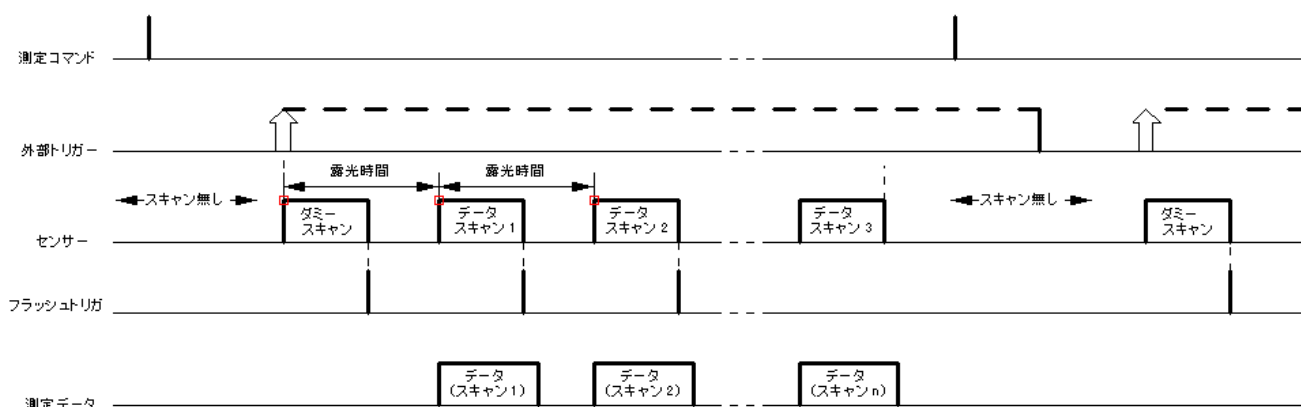 測定コマンド
外部トリガー
露光時間
露光時間
スキャン無し
スキャン無し
ダミー
スキャン
データ
スキャン1
データ
スキャン2
データ
スキャン3
ダミー
スキャン
センサー
フラッシュトリガ
データ
(スキャン1)
データ
(スキャン2)
データ
(スキャンn)
測定データ